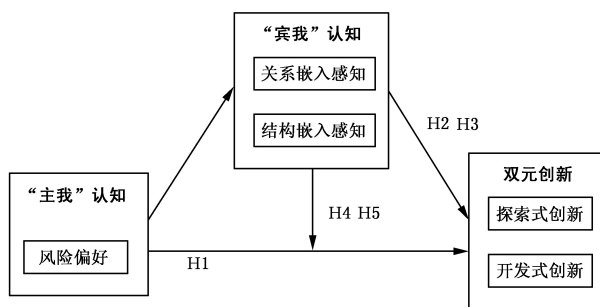 “宾我”认知
关系嵌入感知
结构嵌入感知
H2 H3
双元创新
探索式创新
开发式创新
“主我”认知
风险偏好
H4 H5
H1